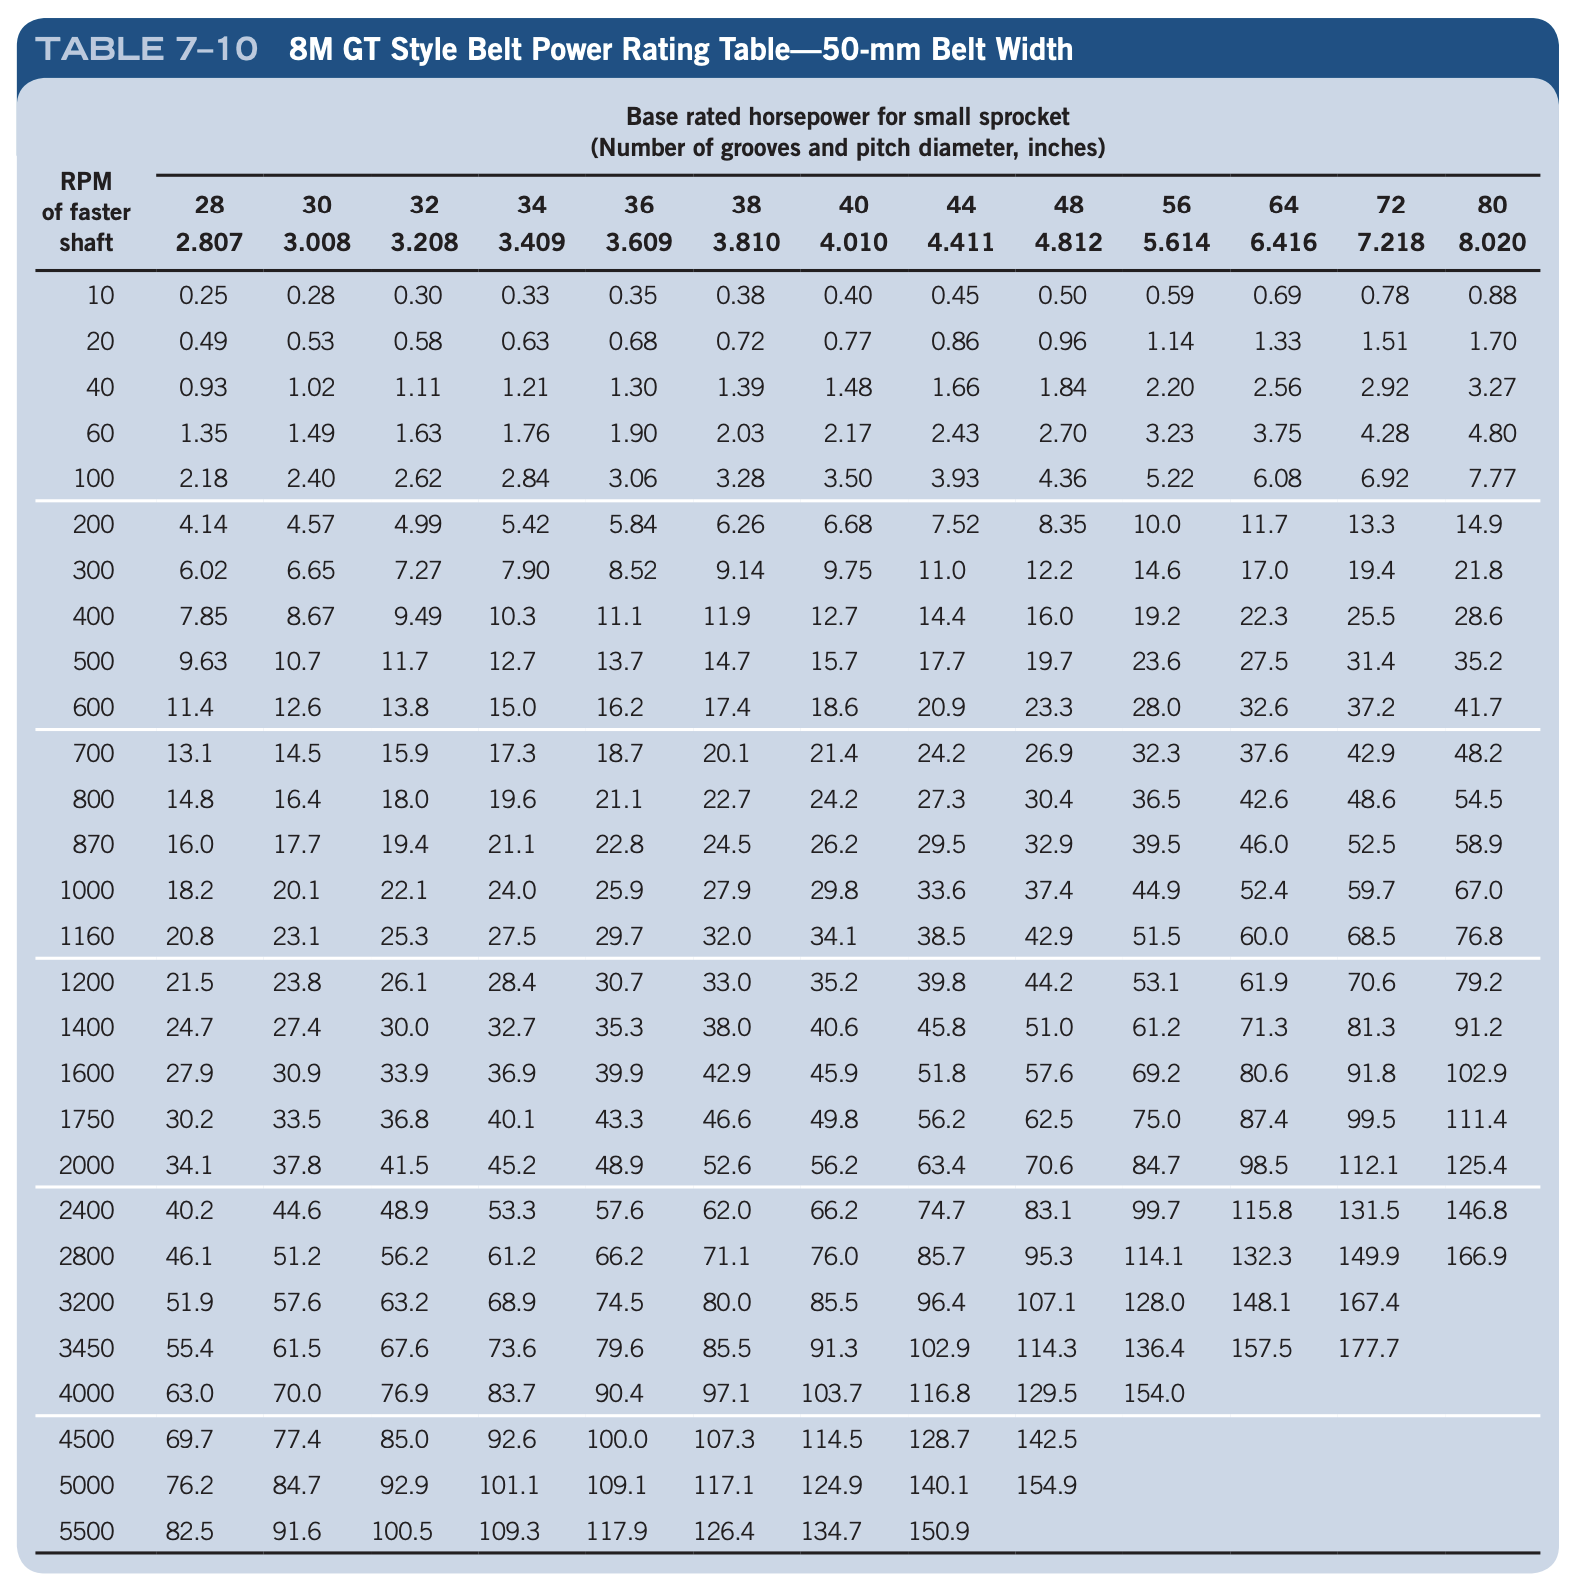 TABLE 7–10 8M GT Style Belt Power Rating Table—50-mm Belt Width
Base rated horsepower for small sprocket
(Number of grooves and pitch diameter, inches)
RPM
of faster
shaft
28 30 32 34 36 38 40 44 48 56 64 72 80
2.807 3.008 3.208 3.409 3.609 3.810 4.010 4.411 4.812 5.614 6.416 7.218 8.020
10 0.25 0.28 0.30 0.33 0.35 0.38 0.40 0.45 0.50 0.59 0.69 0.78 0.88
20 0.49 0.53 0.58 0.63 0.68 0.72 0.77 0.86 0.96 1.14 1.33 1.51 1.70
40 0.93 1.02 1.11 1.21 1.30 1.39 1.48 1.66 1.84 2.20 2.56 2.92 3.27
60 1.35 1.49 1.63 1.76 1.90 2.03 2.17 2.43 2.70 3.23 3.75 4.28 4.80
100 2.18 2.40 2.62 2.84 3.06 3.28 3.50 3.93 4.36 5.22 6.08 6.92 7.77
200 4.14 4.57 4.99 5.42 5.84 6.26 6.68 7.52 8.35 10.0 11.7 13.3 14.9
300 6.02 6.65 7.27 7.90 8.52 9.14 9.75 11.0 12.2 14.6 17.0 19.4 21.8
400 7.85 8.67 9.49 10.3 11.1 11.9 12.7 14.4 16.0 19.2 22.3 25.5 28.6
500 9.63 10.7 11.7 12.7 13.7 14.7 15.7 17.7 19.7 23.6 27.5 31.4 35.2
600 11.4 12.6 13.8 15.0 16.2 17.4 18.6 20.9 23.3 28.0 32.6 37.2 41.7
700 13.1 14.5 15.9 17.3 18.7 20.1 21.4 24.2 26.9 32.3 37.6 42.9 48.2
800 14.8 16.4 18.0 19.6 21.1 22.7 24.2 27.3 30.4 36.5 42.6 48.6 54.5
870 16.0 17.7 19.4 21.1 22.8 24.5 26.2 29.5 32.9 39.5 46.0 52.5 58.9
1000 18.2 20.1 22.1 24.0 25.9 27.9 29.8 33.6 37.4 44.9 52.4 59.7 67.0
1160 20.8 23.1 25.3 27.5 29.7 32.0 34.1 38.5 42.9 51.5 60.0 68.5 76.8
1200 21.5 23.8 26.1 28.4 30.7 33.0 35.2 39.8 44.2 53.1 61.9 70.6 79.2
1400 24.7 27.4 30.0 32.7 35.3 38.0 40.6 45.8 51.0 61.2 71.3 81.3 91.2
1600 27.9 30.9 33.9 36.9 39.9 42.9 45.9 51.8 57.6 69.2 80.6 91.8 102.9
1750 30.2 33.5 36.8 40.1 43.3 46.6 49.8 56.2 62.5 75.0 87.4 99.5 111.4
2000 34.1 37.8 41.5 45.2 48.9 52.6 56.2 63.4 70.6 84.7 98.5 112.1 125.4
2400 40.2 44.6 48.9 53.3 57.6 62.0 66.2 74.7 83.1 99.7 115.8 131.5 146.8
2800 46.1 51.2 56.2 61.2 66.2 71.1 76.0 85.7 95.3 114.1 132.3 149.9 166.9
3200 51.9 57.6 63.2 68.9 74.5 80.0 85.5 96.4 107.1 128.0 148.1 167.4
3450 55.4 61.5 67.6 73.6 79.6 85.5 91.3 102.9 114.3 136.4 157.5 177.7
4000 63.0 70.0 76.9 83.7 90.4 97.1 103.7 116.8 129.5 154.0
4500 69.7 77.4 85.0 92.6 100.0 107.3 114.5 128.7 142.5
5000 76.2 84.7 92.9 101.1 109.1 117.1 124.9 140.1 154.9
5500 82.5 91.6 100.5 109.3 117.9 126.4 134.7 150.9